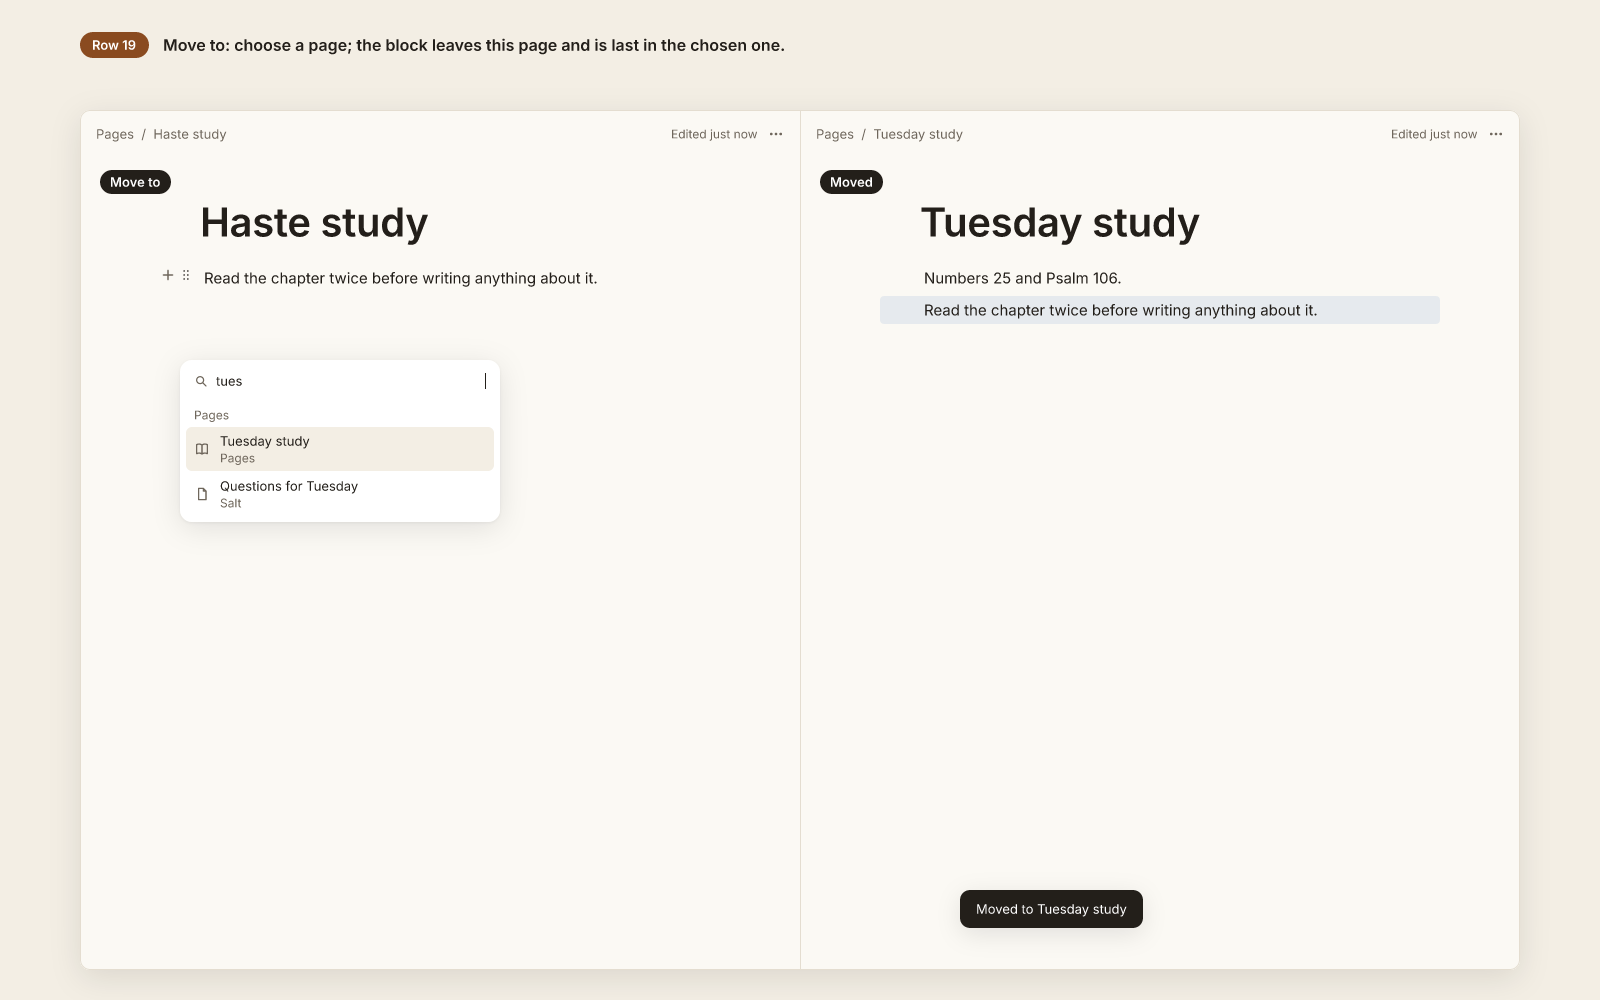 Row 19
Move to: choose a page; the block leaves this page and is last in the chosen one.
Pages / Haste study
Edited just now
Move to
Haste study
Read the chapter twice before writing anything about it.
tues
Pages
Tuesday study
Pages
Questions for Tuesday
Salt
Pages / Tuesday study
Edited just now
Moved
Tuesday study
Numbers 25 and Psalm 106.
Read the chapter twice before writing anything about it.
Moved to Tuesday study